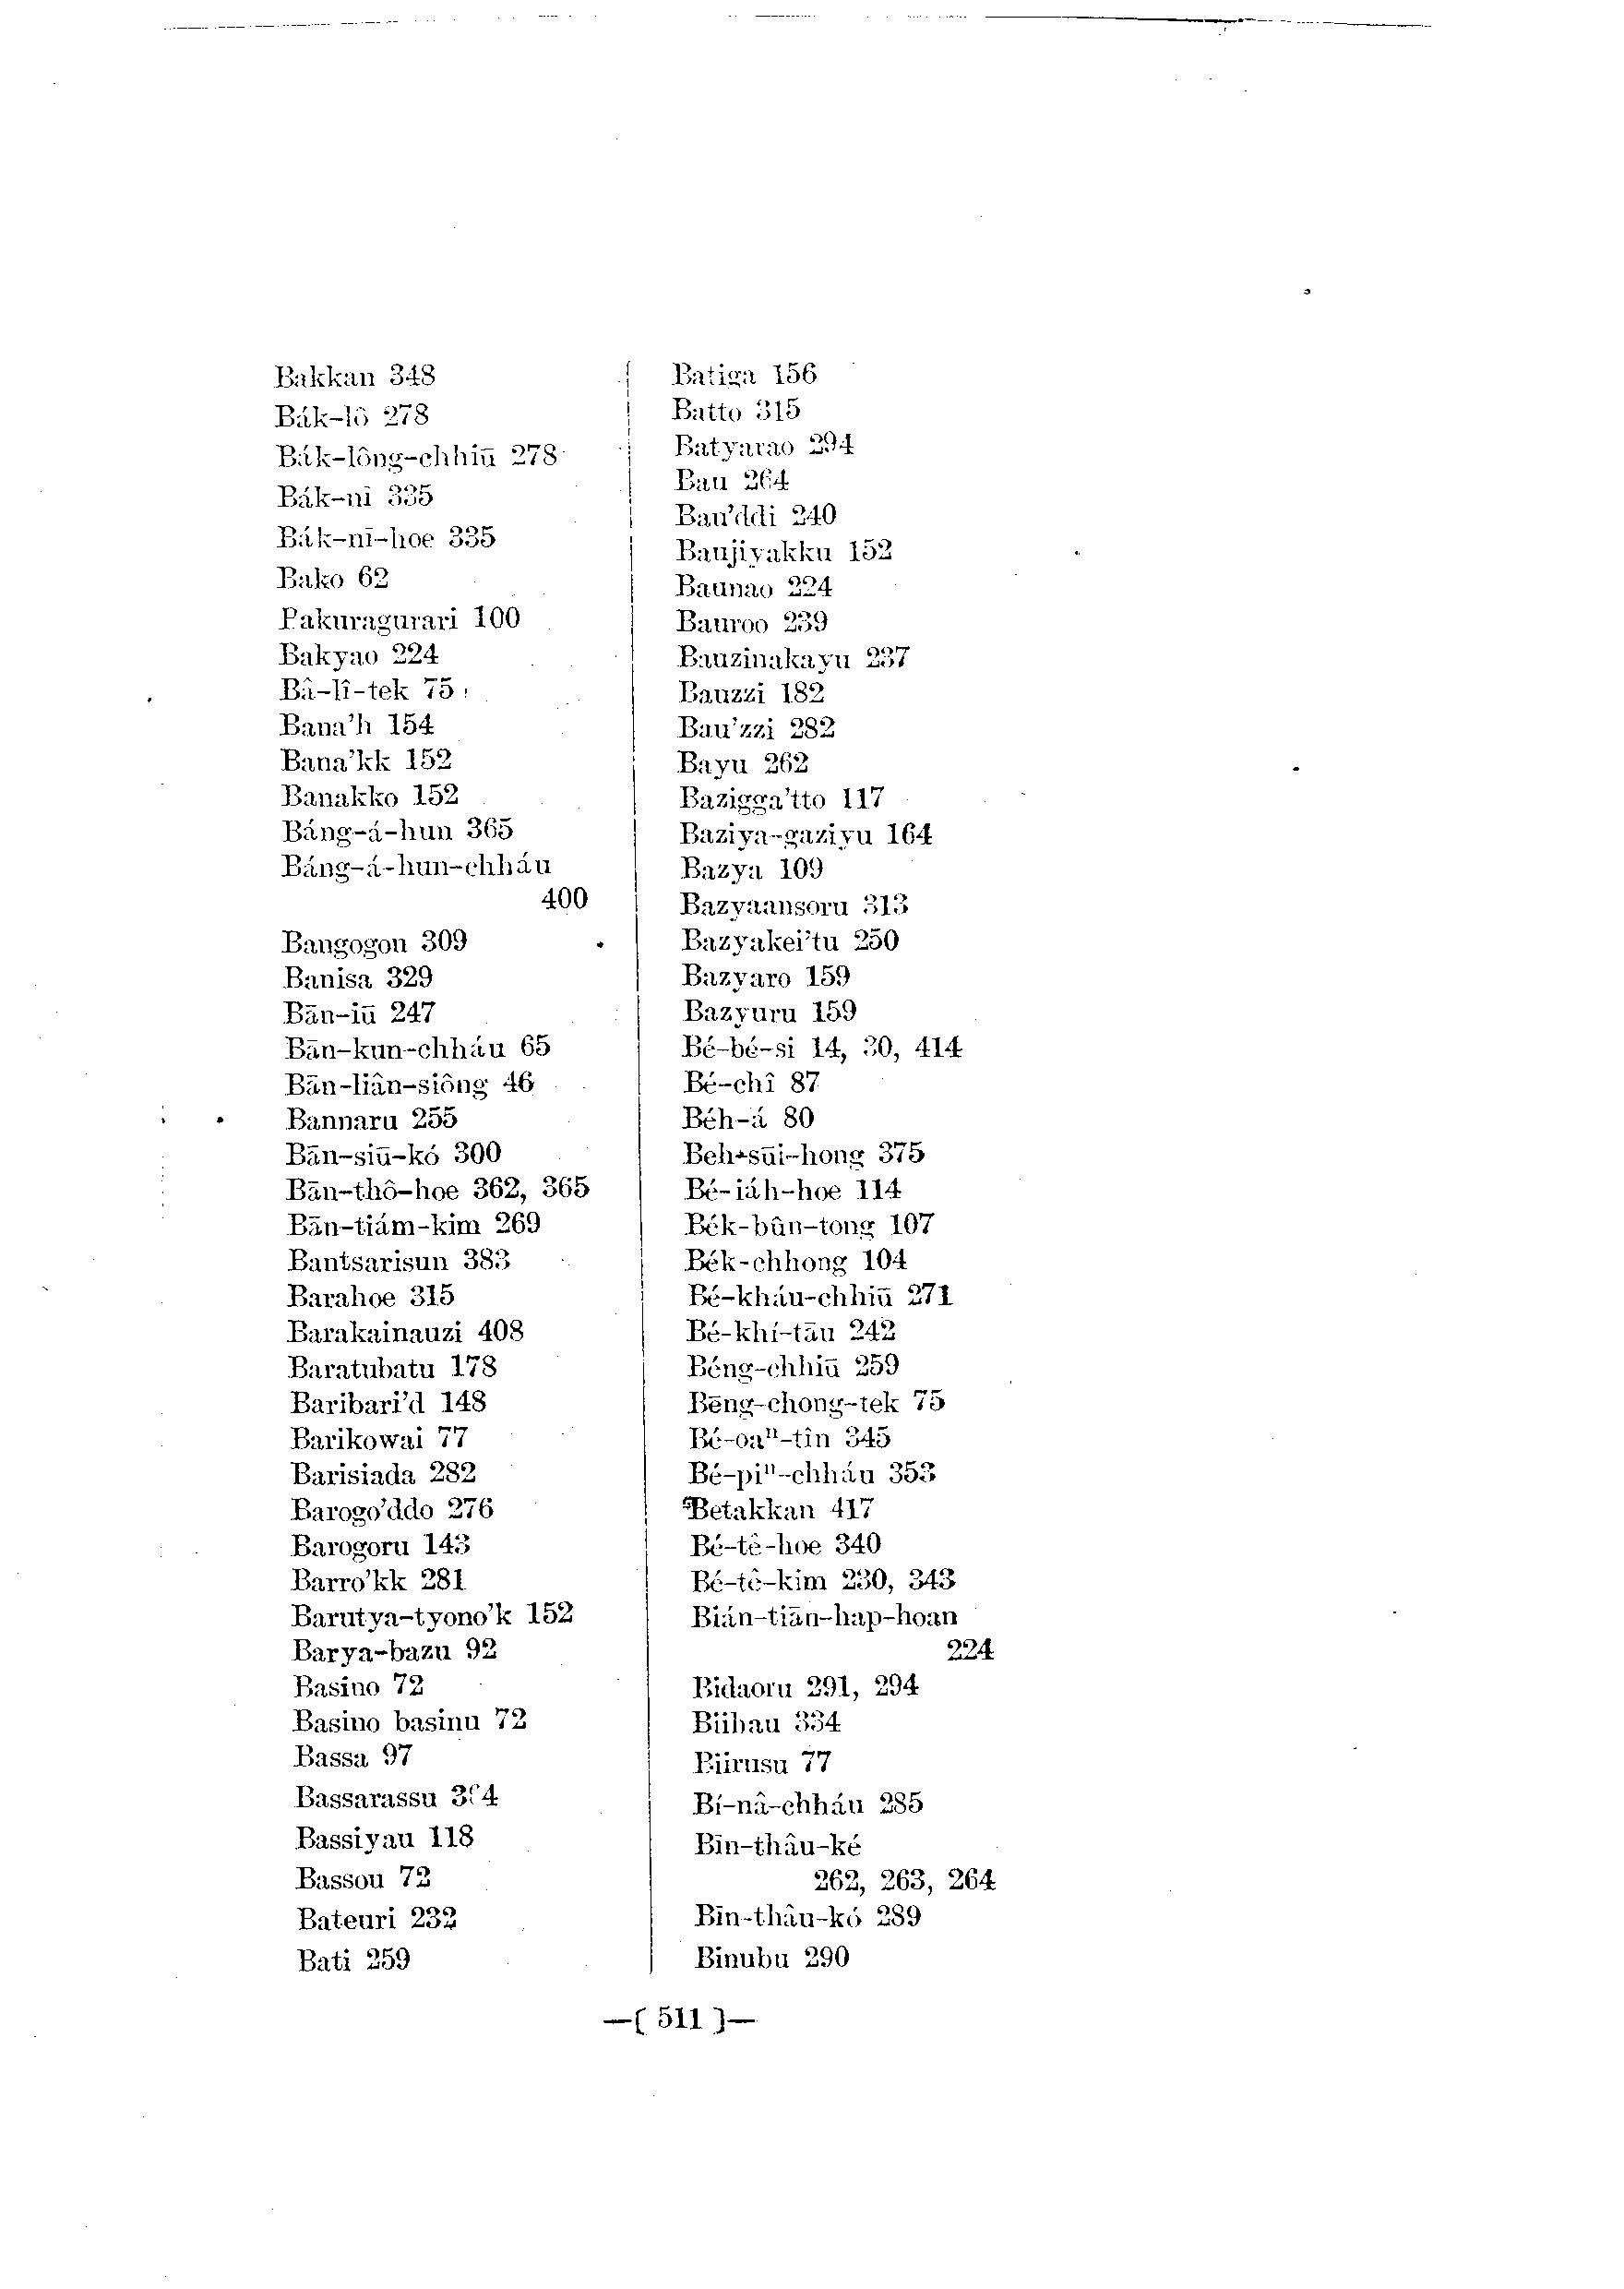 Bakkan 348
Bák-lô 278
Bák-lông-chhiū 278
Bák-nī 335
Bák-nī-hoe 335
Bako 62
Bakuragurari 100
Bakyao 224
Bâ-lî-tek 75
Bana'h 154
Bana'kk 152
Banakko 152
Báng-á-hun 365
Báng-á-hun-chháu
400
Bangogon 309
Banisa 329
Bān-iū 247
Bān-kun-chháu 65
Bān-liân-siông 46
Bannaru 255
Bān-siū-kó 300
Bān-thô-hoe 362, 365
Bān-tiám-kim 269
Bantsarisun 383
Barahoe 315
Barakainauzi 408
Baratubatu 178
Baribari'd 148
Barikowai 77
Barisiada 282
Barogo'ddo 276
Barogoru 143
Barro'kk 281
Barutya-tyono'k 152
Barya-bazu 92
Basino 72
Basino basinu 72
Bassa 97
Bassarassu
Bassiyau 118
Bassou 72
Bateuri 232
Bati 259
Batiga 156
Batto 315
Batyarao 294
Bau 264
Bau'ddi 240
Baujiyakku 152
Baunao 224
Bauroo 239
Bauzinakayu 237
Bauzzi 182
Bau'zzi 282
Bayu 262
Bazigga'tto 117
Baziya-gaziyu 164
Bazya 109
Bazyaansoru 313
Bazyakei'tu 250
Bazyaro 159
Bazyuru 159
Bé-bé-si 14, 30, 414
Bé-chî 87
Béh-á 80
Beh-sūi-hong 375
Bé-iáh-hoe 114
Bék-bûn-tong 107
Bék-chhong 104
Bé-kháu-chhiū 271
Bé-khí-tāu 242
Béng-chhiū 259
Bēng-chong-tek 75
Bé-oaⁿ-tîn 345
Bé-piⁿ-chháu 353
Betakkan 417
Bé-tê-hoe 340
Bé-tê-kim 230, 343
Bián-tiān-hap-hoan
224
Bidaoru 291, 294
Biibau 334
Biirusu 77
Bí-nâ-chháu 285
Bīn-thâu-ké
262, 263, 264
Bīn-thâu-kó 289
Binubu 290
—[ 511 ]—